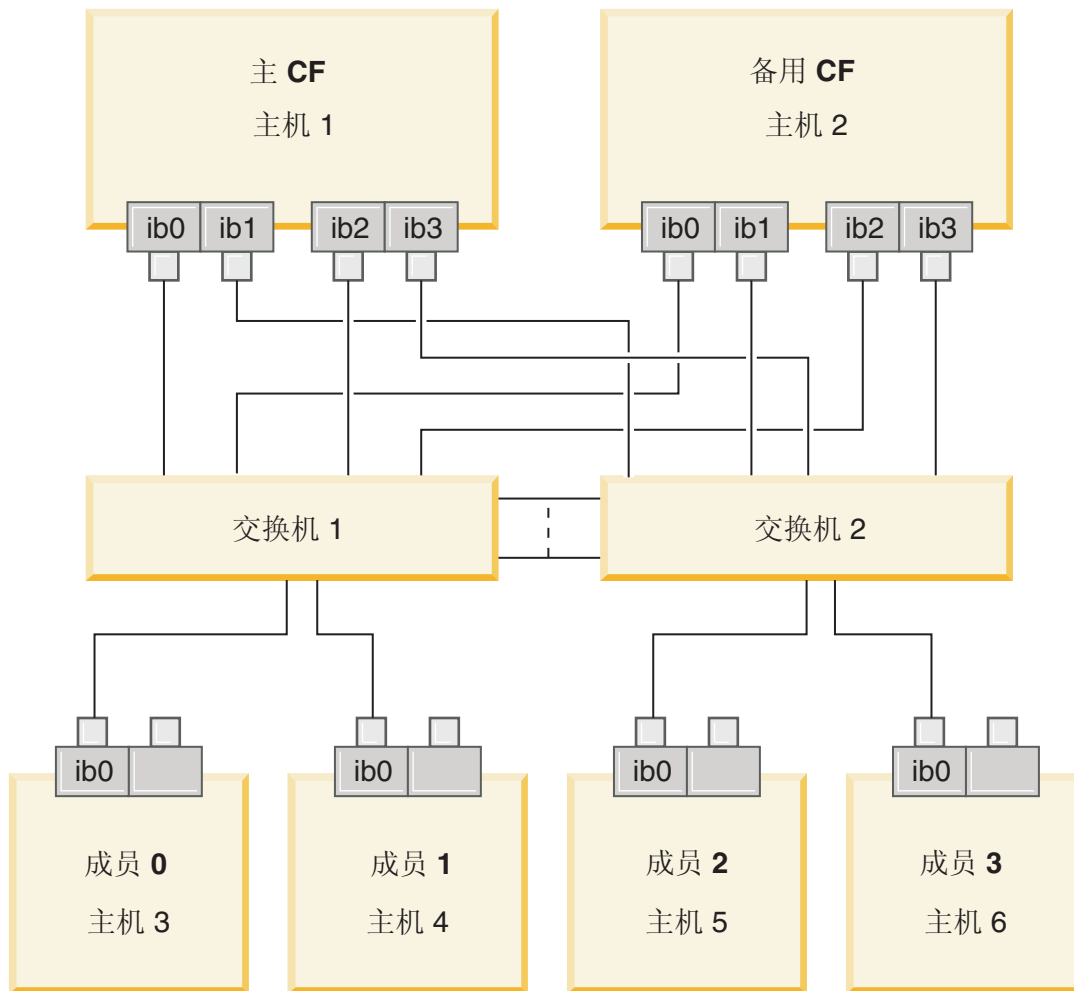 主 CF
主机 1
备用 CF
主机 2
ib0 ib1 ib2 ib3
ib0 ib1 ib2 ib3
交换机 1
交换机 2
ib0
ib0
ib0
ib0
成员 0
主机 3
成员 1
主机 4
成员 2
主机 5
成员 3
主机 6